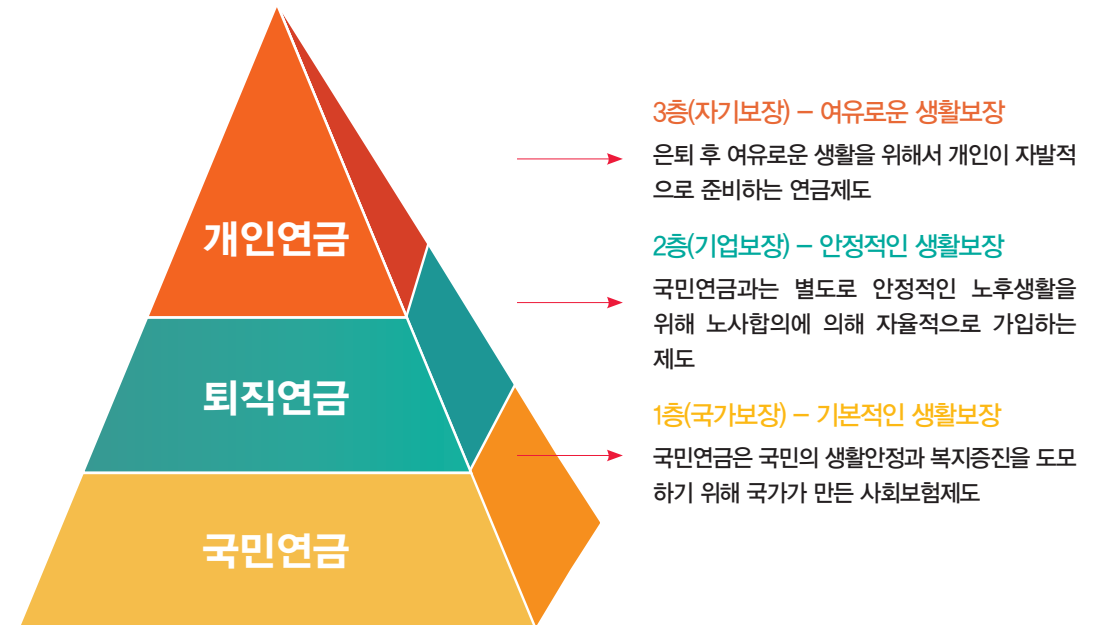 개인연금
퇴직연금
국민연금
3층(자기보장) – 여유로운 생활보장
은퇴 후 여유로운 생활을 위해서 개인이 자발적
으로 준비하는 연금제도
2층(기업보장) – 안정적인 생활보장
국민연금과는 별도로 안정적인 노후생활을
위해 노사합의에 의해 자율적으로 가입하는
제도
1층(국가보장) – 기본적인 생활보장
국민연금은 국민의 생활안정과 복지증진을 도모
하기 위해 국가가 만든 사회보험제도